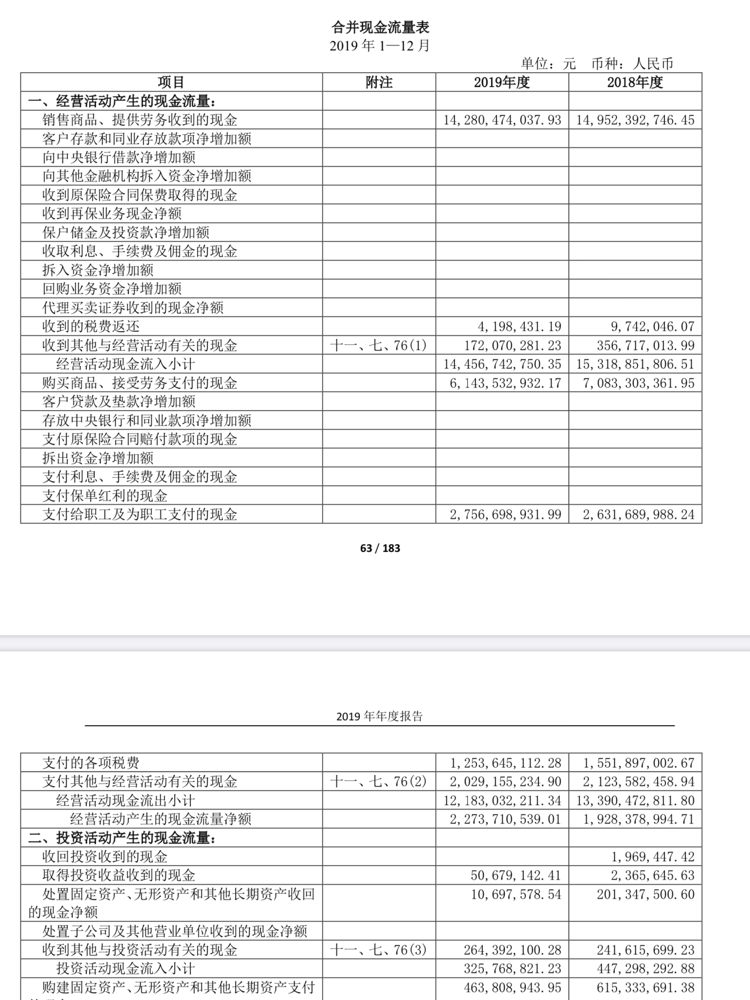 合并现金流量表
2019 年 1—12 月
单位：元 币种：人民币
项目 附注 2019年度 2018年度
一、经营活动产生的现金流量：
销售商品、提供劳务收到的现金 14,280,474,037.93 14,952,392,746.45
客户存款和同业存放款项净增加额
向中央银行借款净增加额
向其他金融机构拆入资金净增加额
收到原保险合同保费取得的现金
收到再保业务现金净额
保户储金及投资款净增加额
收取利息、手续费及佣金的现金
拆入资金净增加额
回购业务资金净增加额
代理买卖证券收到的现金净额
收到的税费返还 4,198,431.19 9,742,046.07
收到其他与经营活动有关的现金 十一、七、76(1) 172,070,281.23 356,717,013.99
经营活动现金流入小计 14,456,742,750.35 15,318,851,806.51
购买商品、接受劳务支付的现金 6,143,532,932.17 7,083,303,361.95
客户贷款及垫款净增加额
存放中央银行和同业款项净增加额
支付原保险合同赔付款项的现金
拆出资金净增加额
支付利息、手续费及佣金的现金
支付保单红利的现金
支付给职工及为职工支付的现金 2,756,698,931.99 2,631,689,988.24
63 / 183
2019 年年度报告
支付的各项税费 1,253,645,112.28 1,551,897,002.67
支付其他与经营活动有关的现金 十一、七、76(2) 2,029,155,234.90 2,123,582,458.94
经营活动现金流出小计 12,183,032,211.34 13,390,472,811.80
经营活动产生的现金流量净额 2,273,710,539.01 1,928,378,994.71
二、投资活动产生的现金流量：
收回投资收到的现金 1,969,447.42
取得投资收益收到的现金 50,679,142.41 2,365,645.63
处置固定资产、无形资产和其他长期资产收回 10,697,578.54 201,347,500.60
的现金净额
处置子公司及其他营业单位收到的现金净额
收到其他与投资活动有关的现金 十一、七、76(3) 264,392,100.28 241,615,699.23
投资活动现金流入小计 325,768,821.23 447,298,292.88
购建固定资产、无形资产和其他长期资产支付 463,808,943.95 615,333,691.38